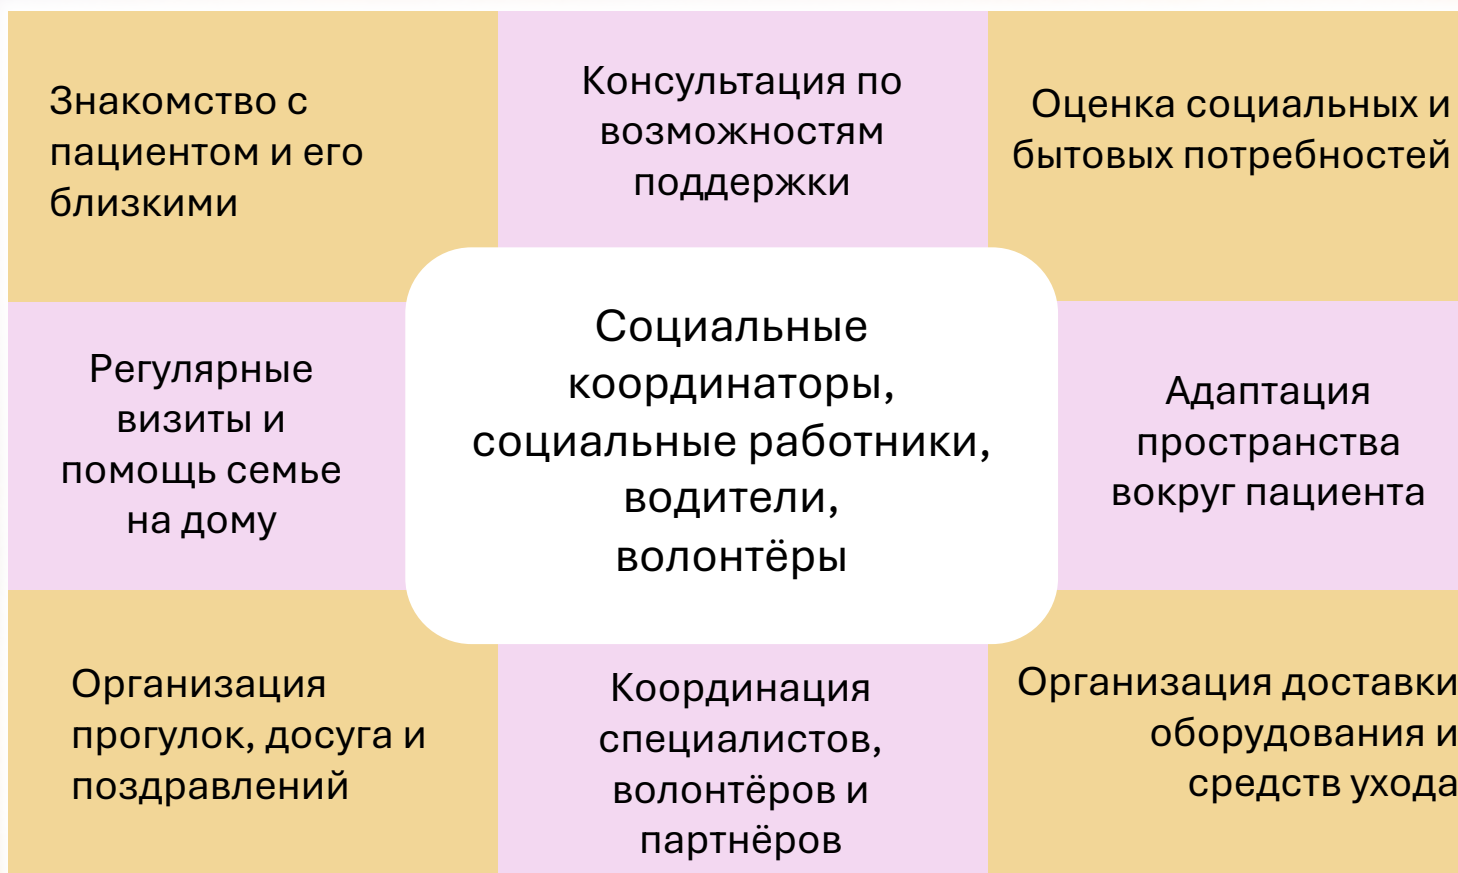 Знакомство с
пациентом и его
близкими
Консультация по
возможностям
поддержки
Оценка социальных и
бытовых потребностей
Регулярные
визиты и
помощь семье
на дому
Социальные
координаторы,
социальные работники,
водители,
волонтёры
Адаптация
пространства
вокруг пациента
Организация
прогулок, досуга и
поздравлений
Координация
специалистов,
волонтёров и
партнёров
Организация доставки
оборудования и
средств ухода